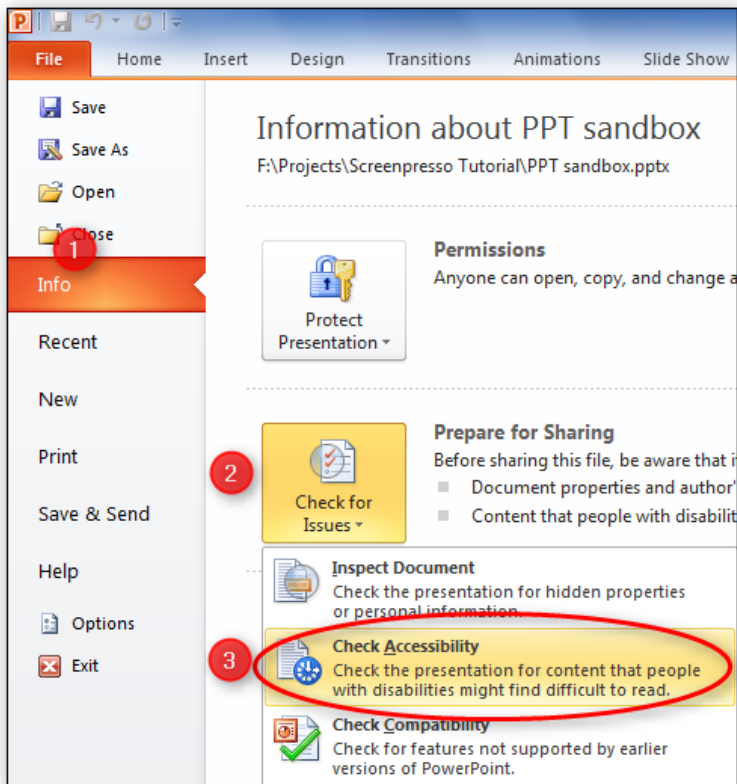 P
File Home Insert Design Transitions Animations Slide Show
Save
Save As
Open
Close
1
Info
Recent
New
Print
Save & Send
Help
Options
Exit
Information about PPT sandbox
F:\Projects\Screenpresso Tutorial\PPT sandbox.pptx
Protect
Presentation
Permissions
Anyone can open, copy, and change a
2
Check for
Issues
Prepare for Sharing
Before sharing this file, be aware that i
Document properties and author'
Content that people with disabilit
Inspect Document
Check the presentation for hidden properties
or personal information.
3
Check Accessibility
Check the presentation for content that people
with disabilities might find difficult to read.
Check Compatibility
Check for features not supported by earlier
versions of PowerPoint.